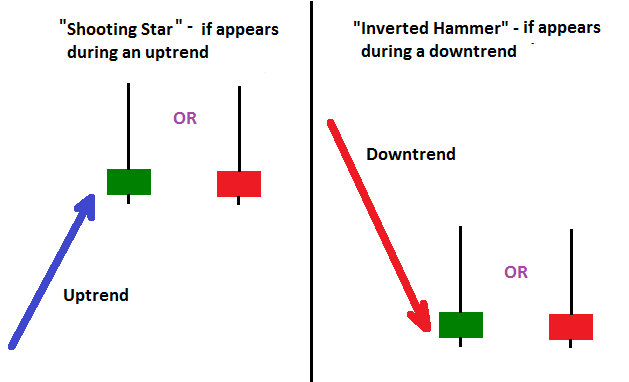 "Shooting Star" - if appears
during an uptrend
OR
Uptrend
"Inverted Hammer" - if appears
during a downtrend
Downtrend
OR